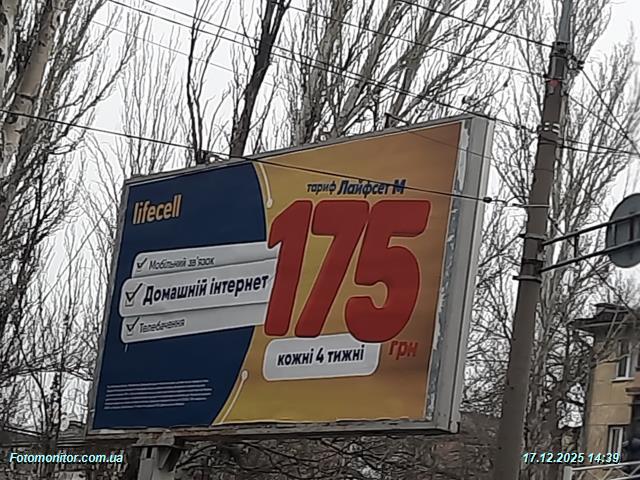 lifecell
тариф Лайфсет М
Мобільний зв'язок
Домашній інтернет
Телебачення
175
грн
кожні 4 тижні
Fotomonitor.com.ua
17.12.2025 14:39